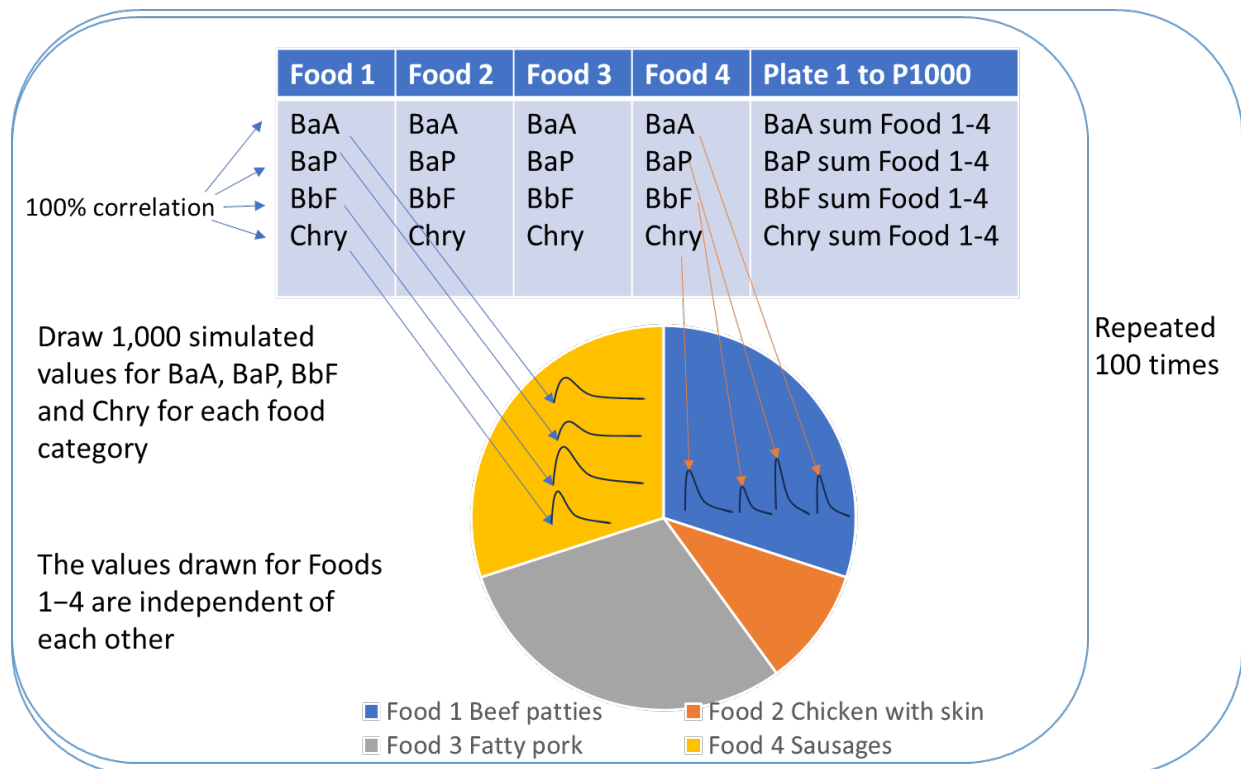 Food 1 Food 2 Food 3 Food 4 Plate 1 to P1000
BaA BaA BaA BaA BaA sum Food 1-4
BaP BaP BaP BaP BaP sum Food 1-4
BbF BbF BbF BbF BbF sum Food 1-4
Chry Chry Chry Chry Chry sum Food 1-4
100% correlation
Draw 1,000 simulated
values for BaA, BaP, BbF
and Chry for each food
category
Repeated
100 times
The values drawn for Foods
1−4 are independent of
each other
Food 1 Beef patties
Food 2 Chicken with skin
Food 3 Fatty pork
Food 4 Sausages